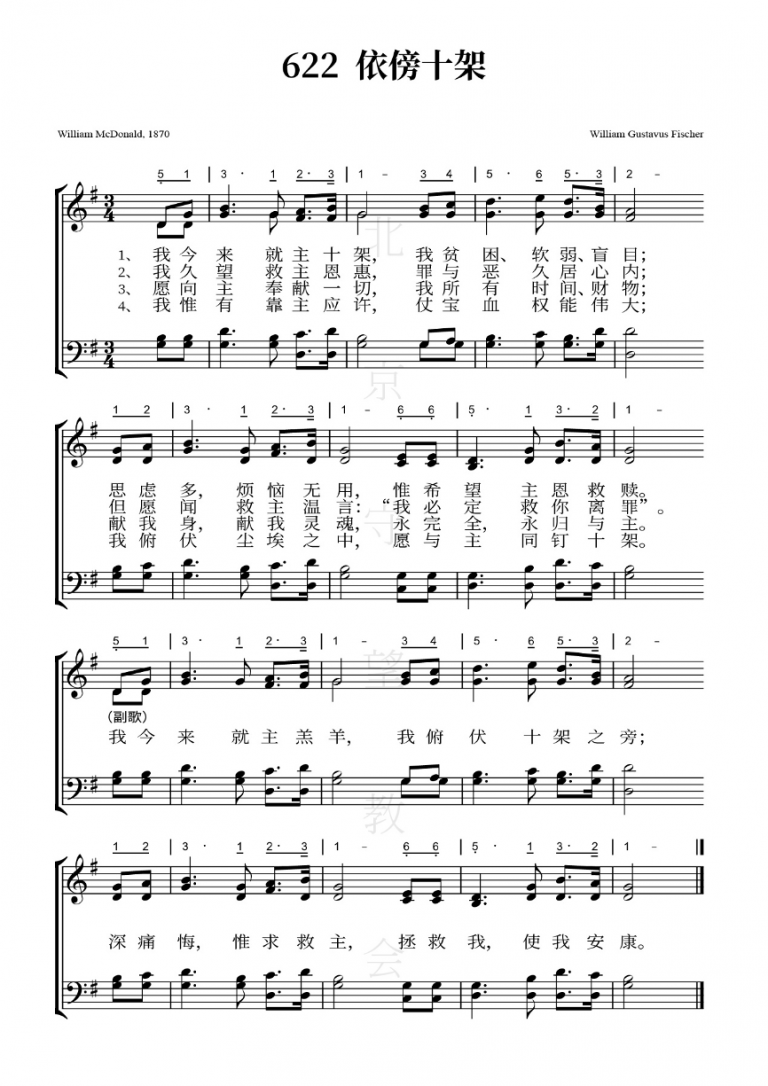 622 依傍十架
William McDonald, 1870
William Gustavus Fischer
5 1 | 3 · 1 2 · 3 | 1 - 3 4 | 5 · 6 5 · 3 | 2 -
1、我今来 就主十架， 我贫困、软弱、盲目；
2、我久望 救主恩惠， 罪与恶 久居心内；
3、愿向主 奉献一切， 我所有 时间、财物；
4、我惟有 靠主应许， 仗宝血 权能伟大；
1 2 | 3 · 1 2 · 3 | 1 - 6 6 | 5 · 1 3 · 2 | 1 -
思虑多， 烦恼无用， 惟希望 主恩救赎。
但愿闻 救主温言：“我必定 救你离罪”。
献我身， 献我灵魂， 永完全， 永归与主。
我俯伏 尘埃之中， 愿与主 同钉十架。
5 1 | 3 · 1 2 · 3 | 1 - 3 4 | 5 · 6 5 · 3 | 2 -
（副歌）
我今来 就主羔羊， 我俯伏 十架之旁；
1 2 | 3 · 1 2 · 3 | 1 - 6 6 | 5 · 1 3 · 2 | 1 -
深痛悔， 惟求救主， 拯救我， 使我安康。
北京守望教会